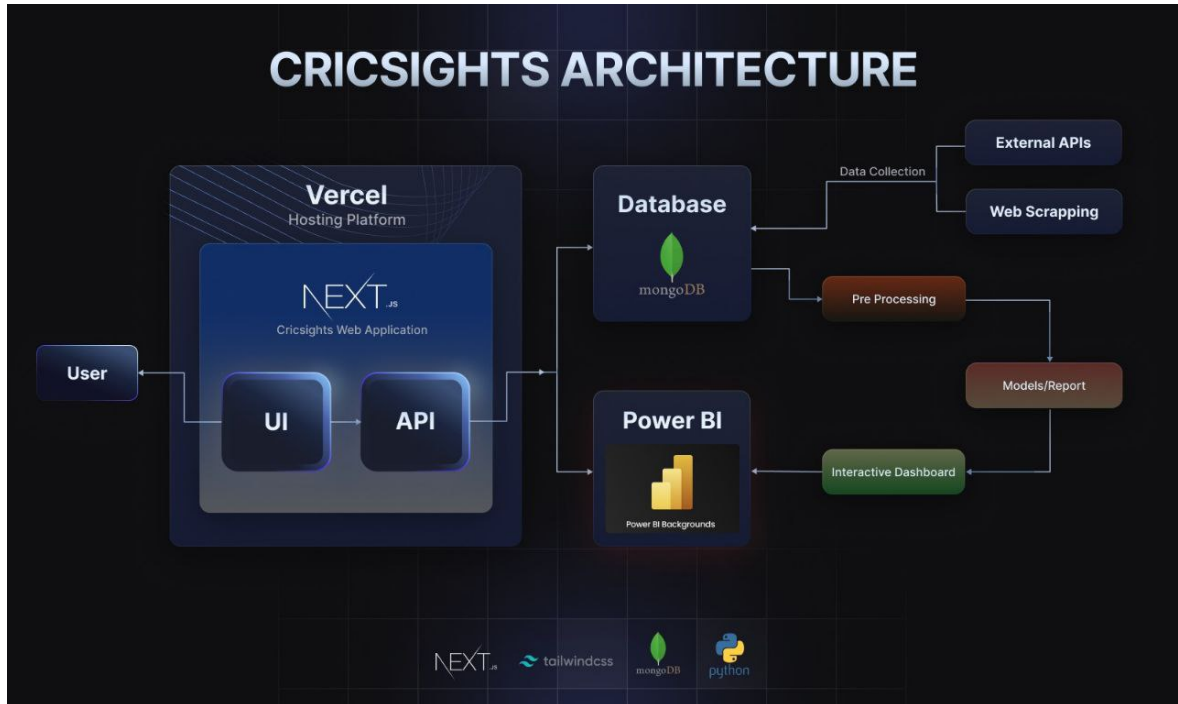 CRICSIGHTS ARCHITECTURE
External APIs
Data Collection
Web Scrapping
Vercel
Hosting Platform
NEXT.JS
Cricsights Web Application
User
UI
API
Database
mongoDB
Pre Processing
Models/Report
Power BI
Power BI Backgrounds
Interactive Dashboard
NEXT.JS
tailwindcss
mongoDB
python